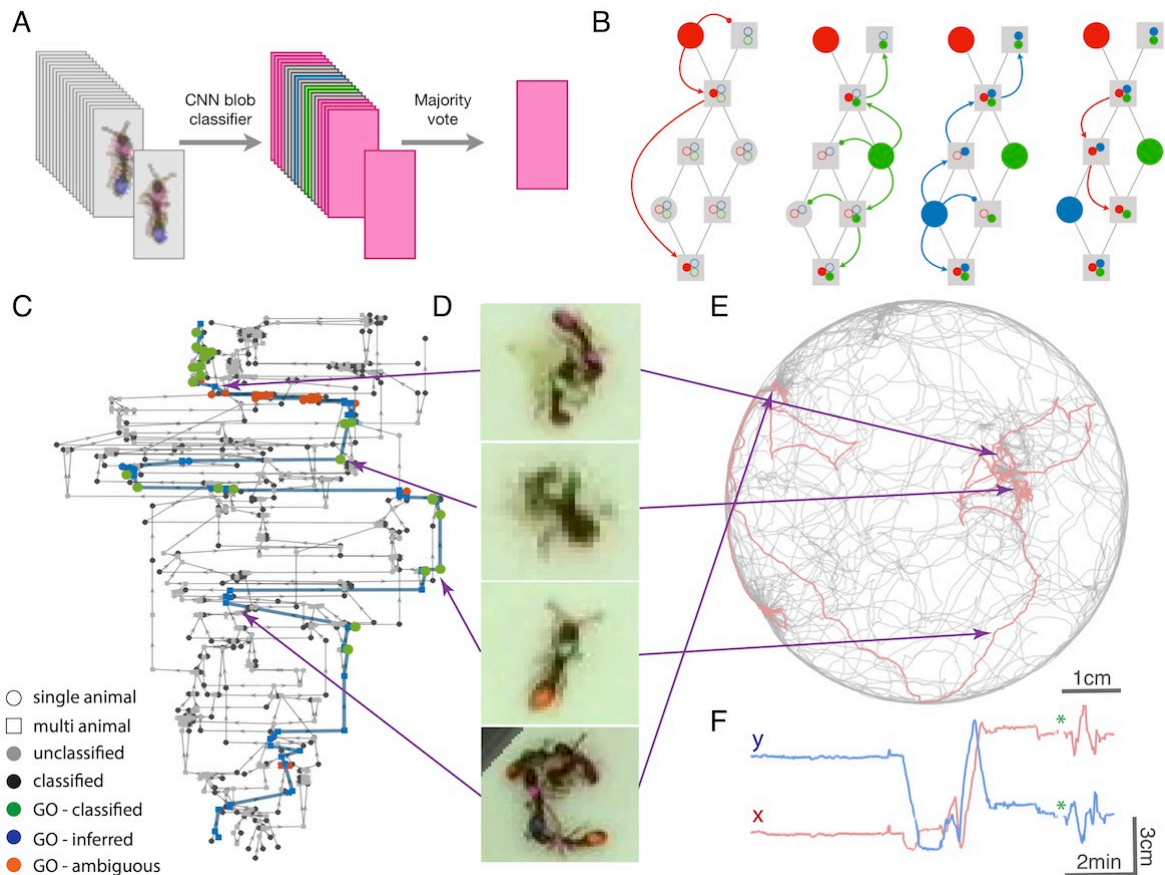 A
CNN blob
classifier
Majority
vote
B
C
D
E
single animal
multi animal
unclassified
classified
GO - classified
GO - inferred
GO - ambiguous
1cm
F
y
*
x
*
2min
3cm